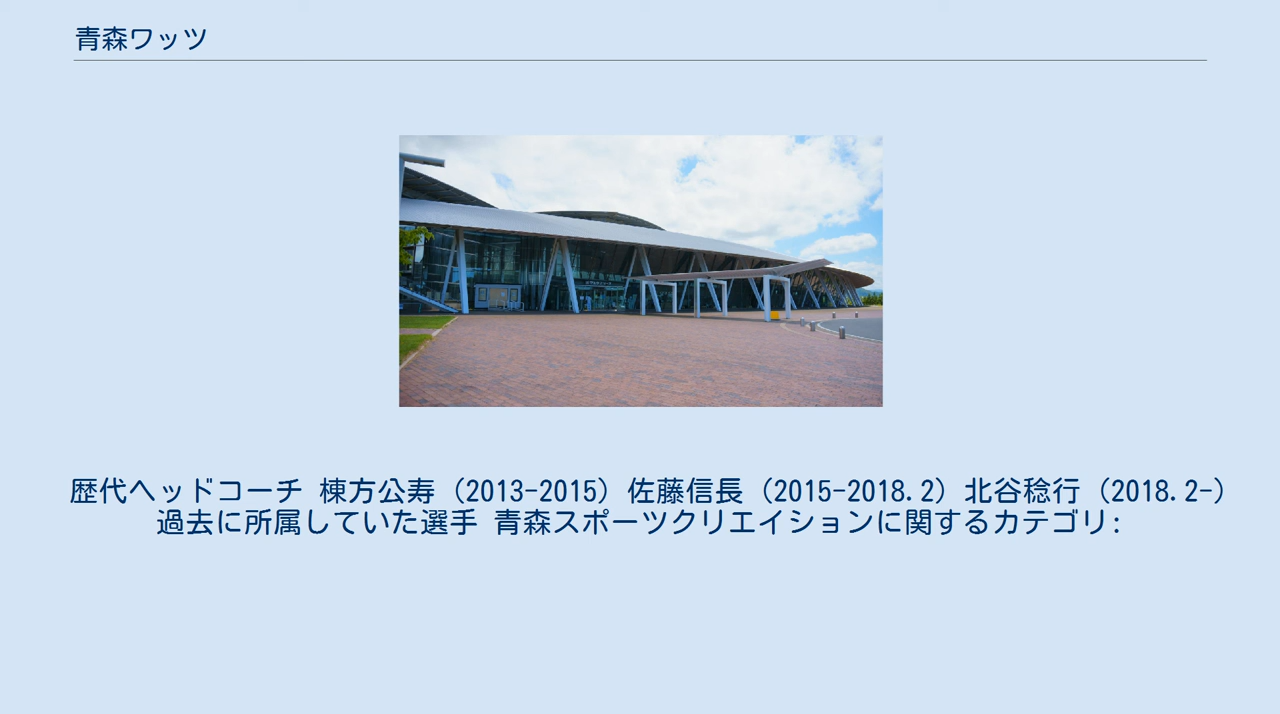 青森ワッツ
歴代ヘッドコーチ 棟方公寿（2013-2015）佐藤信長（2015-2018.2）北谷稔行（2018.2-）
過去に所属していた選手 青森スポーツクリエイションに関するカテゴリ: